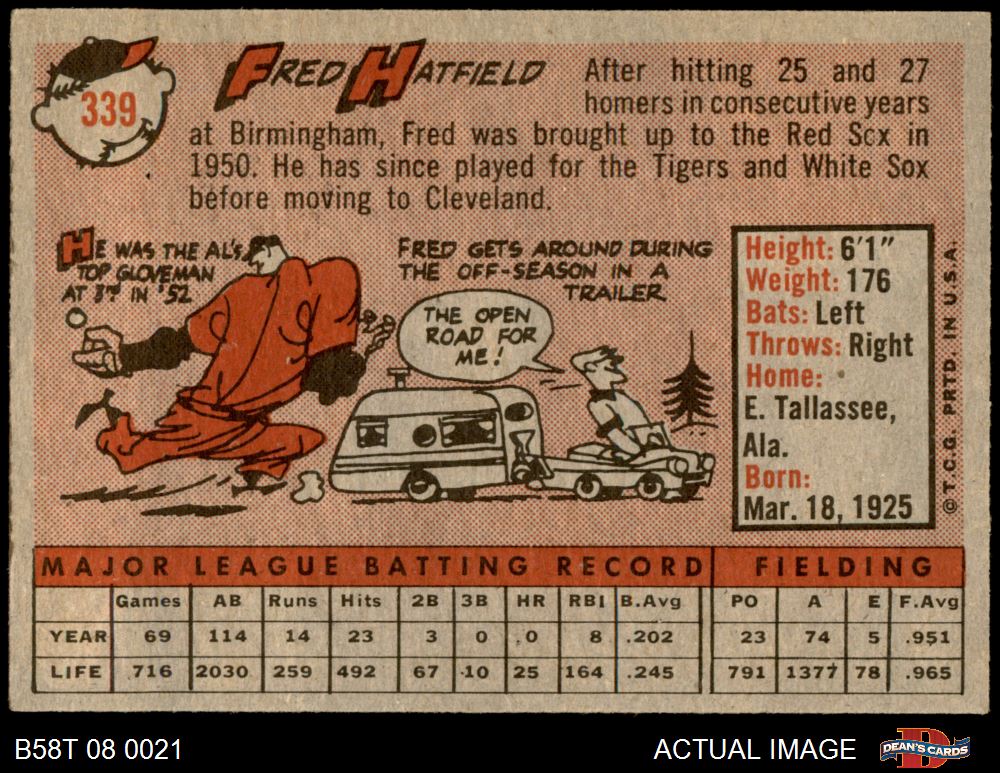 339
FRED HATFIELD
After hitting 25 and 27
homers in consecutive years
at Birmingham, Fred was brought up to the Red Sox in
1950. He has since played for the Tigers and White Sox
before moving to Cleveland.
HE WAS THE AL'S
TOP GLOVEMAN
AT 3RD IN '52
FRED GETS AROUND DURING
THE OFF-SEASON IN A
TRAILER
THE OPEN
ROAD FOR
ME!
Height: 6'1"
Weight: 176
Bats: Left
Throws: Right
Home:
E. Tallassee,
Ala.
Born:
Mar. 18, 1925
© T.C.G. PRTD. IN U.S.A.
MAJOR LEAGUE BATTING RECORD FIELDING
Games AB Runs Hits 2B 3B HR RBI B.Avg PO A E F.Avg
YEAR 69 114 14 23 3 0 0 8 .202 23 74 5 .951
LIFE 716 2030 259 492 67 10 25 164 .245 791 1377 78 .965
B58T 08 0021
ACTUAL IMAGE
DEAN'S CARDS